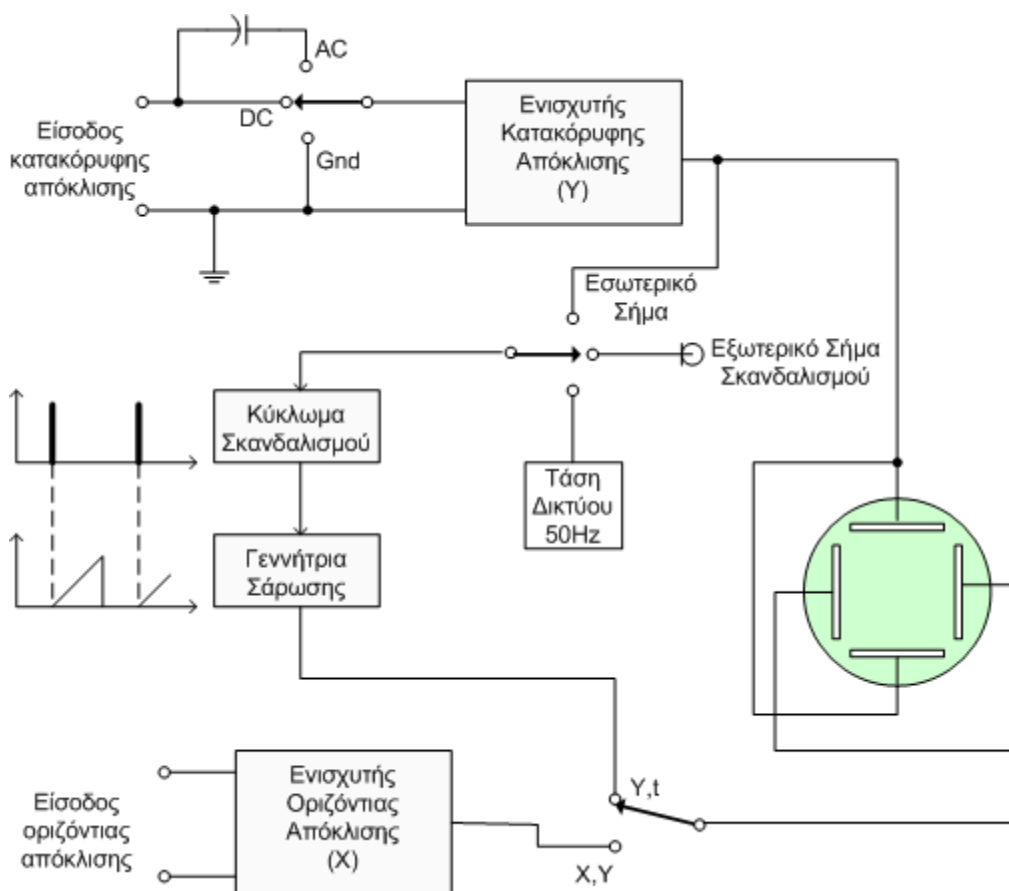 AC
DC
Gnd
Είσοδος
κατακόρυφης
απόκλισης
Ενισχυτής
Κατακόρυφης
Απόκλισης
(Y)
Εσωτερικό
Σήμα
Εξωτερικό Σήμα
Σκανδαλισμού
Κύκλωμα
Σκανδαλισμού
Τάση
Δικτύου
50Hz
Γεννήτρια
Σάρωσης
Είσοδος
οριζόντιας
απόκλισης
Ενισχυτής
Οριζόντιας
Απόκλισης
(X)
Y,t
X,Y